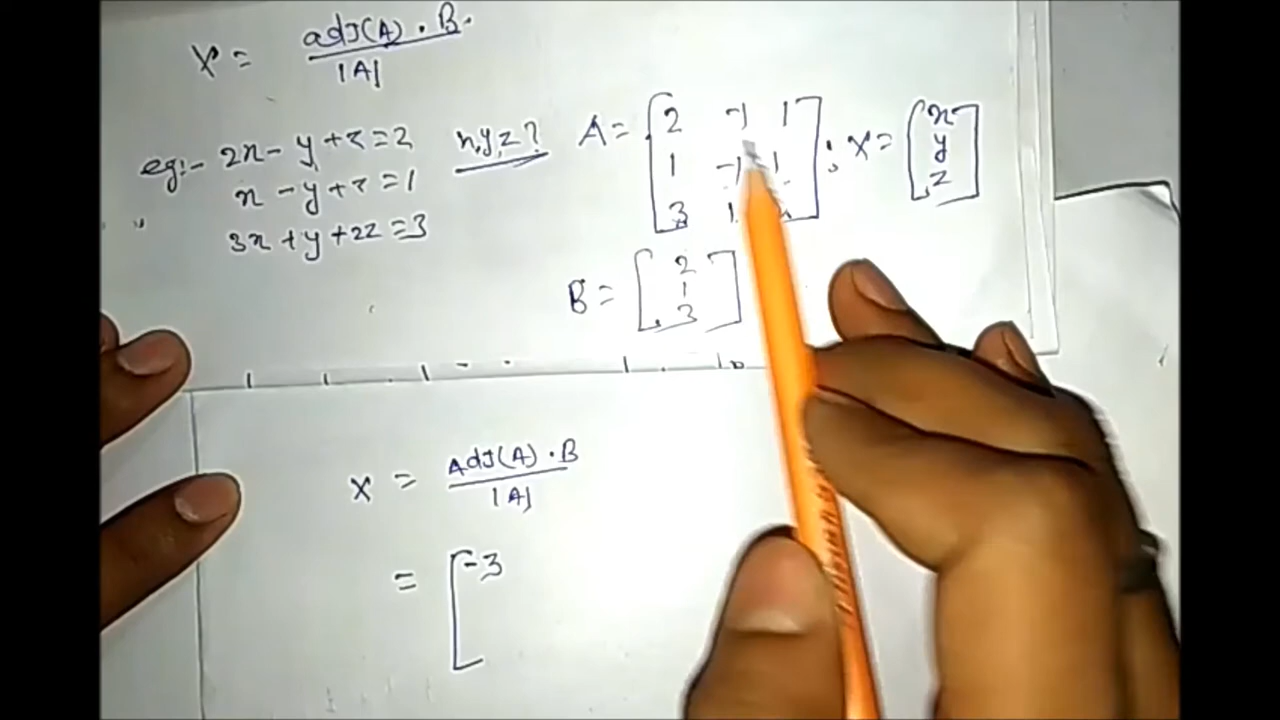 X = adJ(A) . B
|A|
eg:- 2x - y + z = 2
x - y + z = 1
3x + y + 2z = 3
x, y, z ?
A = [ 2 -1 1
1 -1 1
3 1
] ; X = [ x
y
z ]
B = [ 2
1
3 ]
X = AdJ(A) . B
|A|
= [ -3